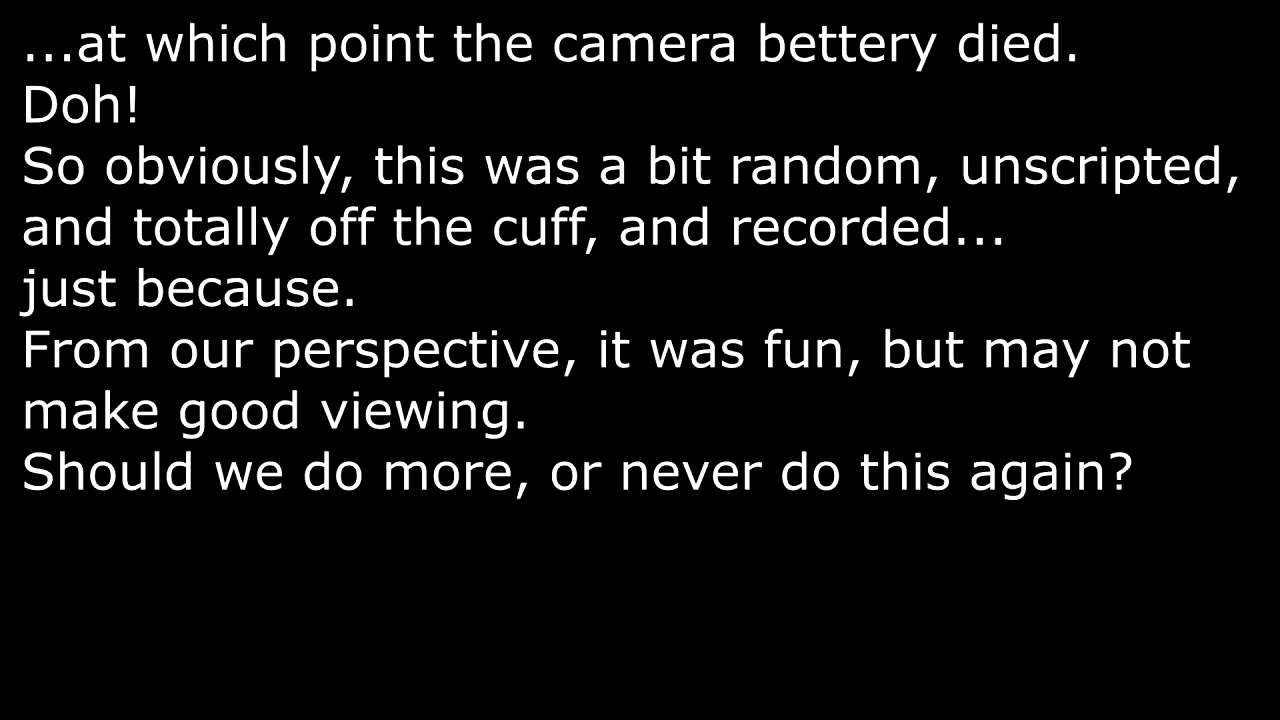 ...at which point the camera bettery died.
Doh!
So obviously, this was a bit random, unscripted,
and totally off the cuff, and recorded...
just because.
From our perspective, it was fun, but may not
make good viewing.
Should we do more, or never do this again?